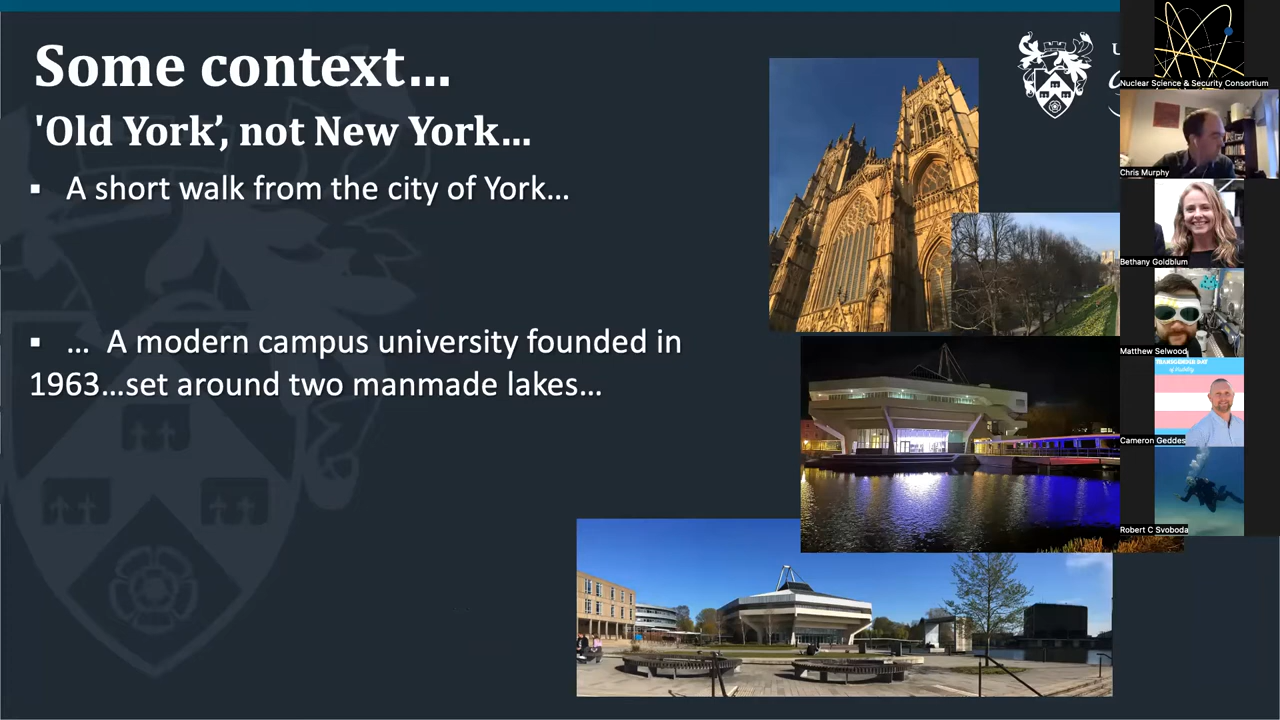 Some context…
'Old York’, not New York…
▪ A short walk from the city of York…
▪ … A modern campus university founded in
1963…set around two manmade lakes…
Nuclear Science & Security Consortium
Chris Murphy
Bethany Goldblum
Matthew Selwood
Cameron Geddes
Robert C Svoboda